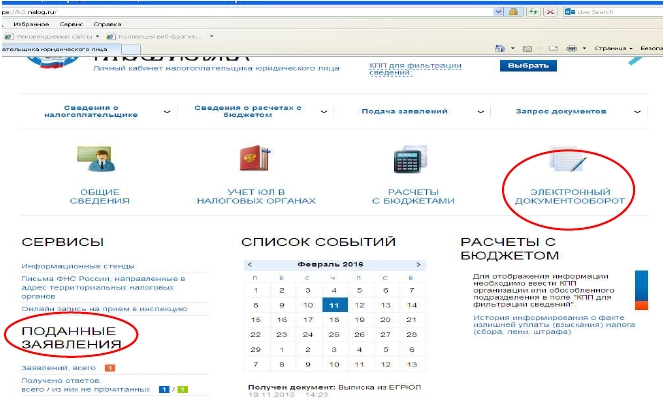 nalog.ru/
Live Search
Избранное Сервис Справка
Рекомендуемые сайты Коллекция веб-фрагме...
ательщика юридического лица
Страница Безопа
Личный кабинет налогоплательщика юридического лица
КПП для фильтрации
сведений:
Выбрать
Сведения о
налогоплательщике
Сведения о расчетах с
бюджетом
Подача заявлений
Запрос документов
ОБЩИЕ
СВЕДЕНИЯ
УЧЕТ ЮЛ В
НАЛОГОВЫХ ОРГАНАХ
РАСЧЕТЫ
С БЮДЖЕТАМИ
ЭЛЕКТРОННЫЙ
ДОКУМЕНТООБОРОТ
СЕРВИСЫ
Информационные стенды
Письма ФНС России, направленные в
адрес территориальных налоговых
органов
Онлайн запись на прием в инспекцию
ПОДАННЫЕ
ЗАЯВЛЕНИЯ
Заявлений, всего 1
Получено ответов,
всего / из них не прочитанных 1 / 1
СПИСОК СОБЫТИЙ
< Февраль 2016 >
П В С Ч П С В
1 2 3 4 5 6 7
8 9 10 11 12 13 14
15 16 17 18 19 20 21
22 23 24 25 26 27 28
29 1 2 3 4 5 6
7 8 9 10 11 12 13
Получен документ: Выписка из ЕГРЮЛ
19.11.2015 14:23
РАСЧЕТЫ С
БЮДЖЕТОМ
Для отображения информации
необходимо ввести КПП
организации или обособленного
подразделения в поле "КПП для
фильтрации сведений".
История информирования о факте
излишней уплаты (взыскания) налога
(сбора, пени, штрафа)